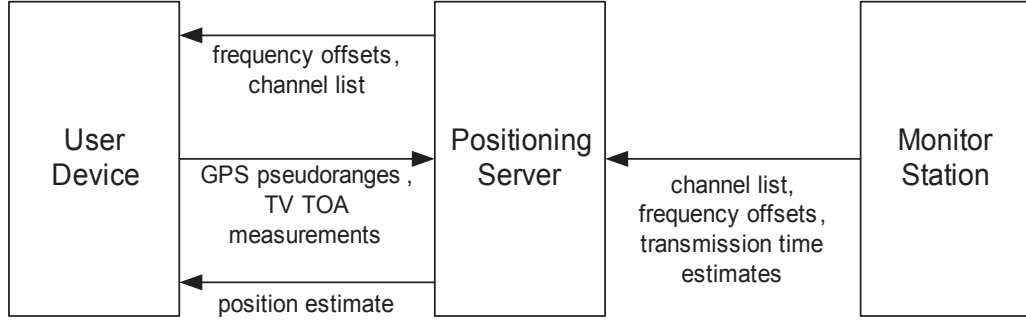 User
Device
frequency offsets,
channel list
GPS pseudoranges,
TV TOA
measurements
position estimate
Positioning
Server
channel list,
frequency offsets,
transmission time
estimates
Monitor
Station